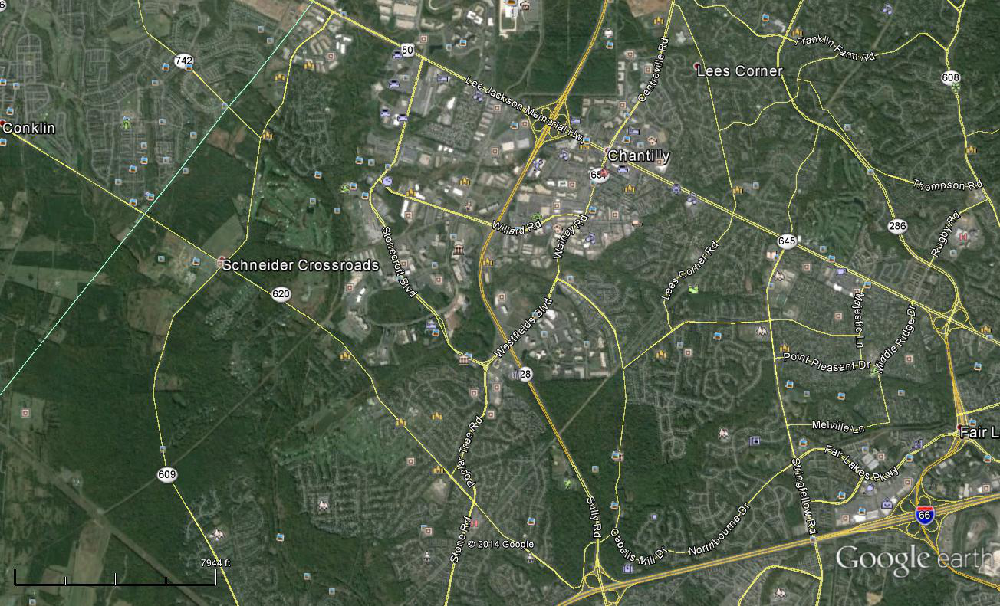 6
50
742
Lee Jackson Memorial Hwy
Centreville Rd
Franklin Farm Rd
Lees Corner
608
Conklin
Chantilly
Thompson Rd
Willard Rd
Walney Rd
286
Rugby Rd
645
Stonecroft Blvd
Schneider Crossroads
Lees Corner Rd
620
Majestic Ln
Middle Ridge Dr
Westfields Blvd
Point Pleasant Dr
28
Melville Ln
Fair L
Poplar Tree Rd
609
Fair Lakes Pkwy
Stringfellow Rd
Sully Rd
66
Stone Rd
Cabells Mill Dr
Northbourne Dr
© 2014 Google
7944 ft
Google earth